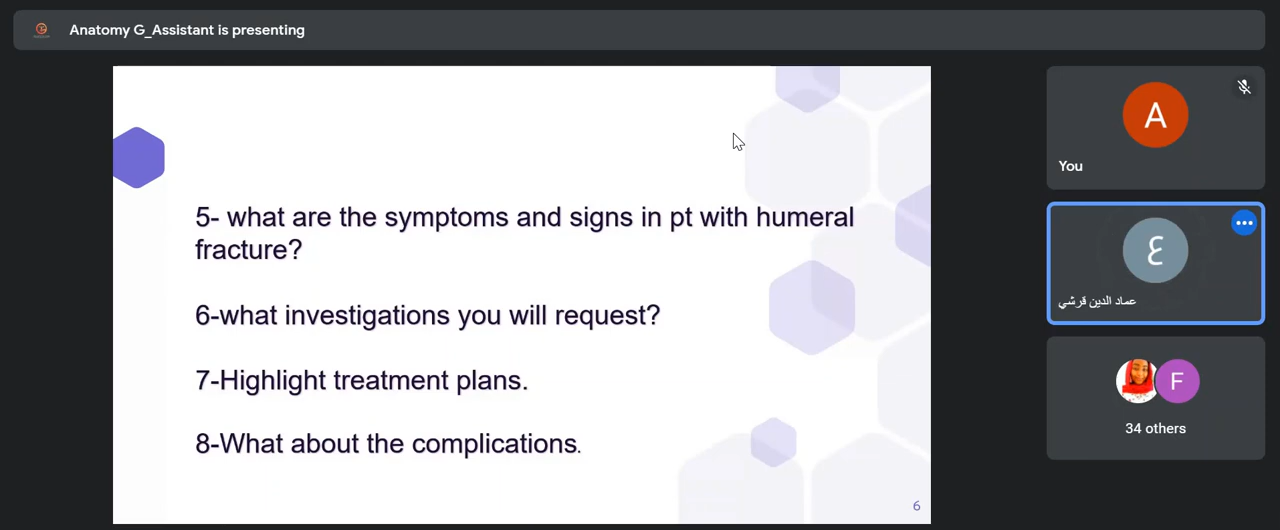 Anatomy G_Assistant is presenting
5- what are the symptoms and signs in pt with humeral
fracture?
6-what investigations you will request?
7-Highlight treatment plans.
8-What about the complications.
6
A
You
ع
عماد الدين قرشي
F
34 others